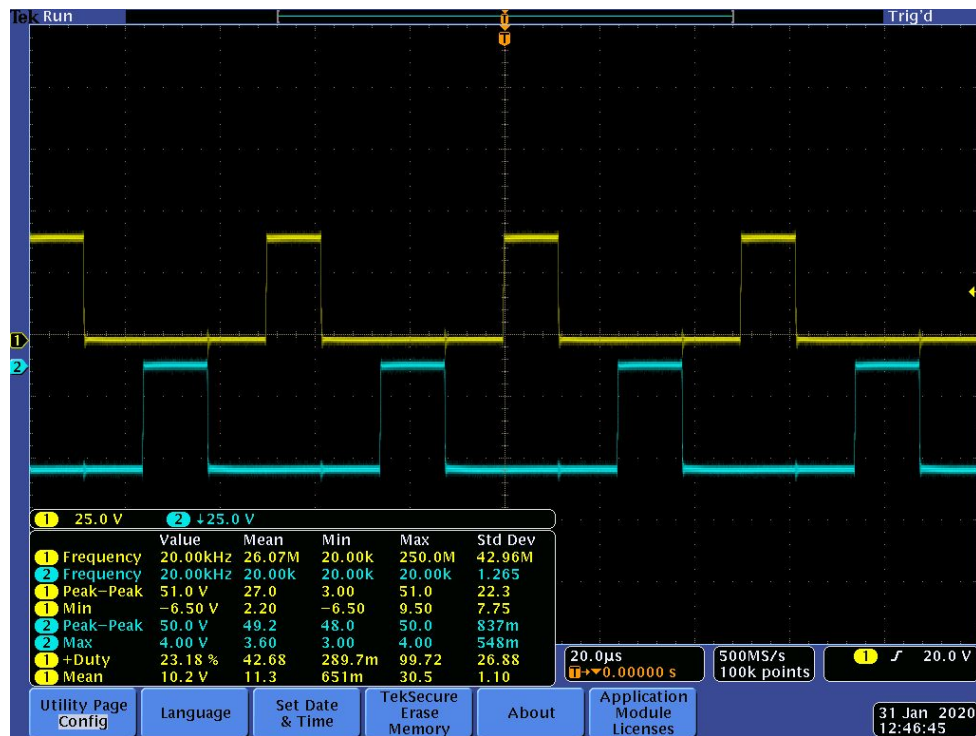 Tek Run Trig'd
T
T
1
2
1 25.0 V 2 ↓25.0 V
Value Mean Min Max Std Dev
1 Frequency 20.00kHz 26.07M 20.00k 250.0M 42.96M
2 Frequency 20.00kHz 20.00k 20.00k 20.00k 1.265
1 Peak-Peak 51.0 V 27.0 3.00 51.0 22.3
1 Min −6.50 V 2.20 −6.50 9.50 7.75
2 Peak-Peak 50.0 V 49.2 48.0 50.0 837m
2 Max 4.00 V 3.60 3.00 4.00 548m
1 +Duty 23.18 % 42.68 289.7m 99.72 26.88
1 Mean 10.2 V 11.3 651m 30.5 1.10
20.0µs
T→▼0.00000 s
500MS/s
100k points
1 ʃ 20.0 V
Utility Page
Config
Language
Set Date
& Time
TekSecure
Erase
Memory
About
Application
Module
Licenses
31 Jan 2020
12:46:45